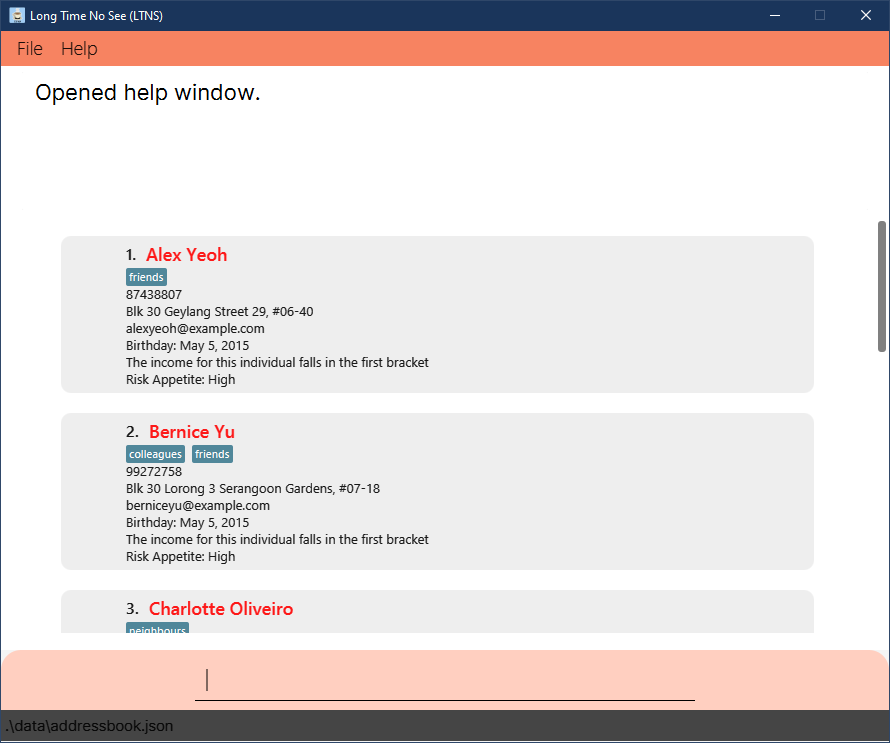 Long Time No See (LTNS)
File Help
Opened help window.
1. Alex Yeoh
friends
87438807
Blk 30 Geylang Street 29, #06-40
alexyeoh@example.com
Birthday: May 5, 2015
The income for this individual falls in the first bracket
Risk Appetite: High
2. Bernice Yu
colleagues friends
99272758
Blk 30 Lorong 3 Serangoon Gardens, #07-18
berniceyu@example.com
Birthday: May 5, 2015
The income for this individual falls in the first bracket
Risk Appetite: High
3. Charlotte Oliveiro
neighbours
.\data\addressbook.json